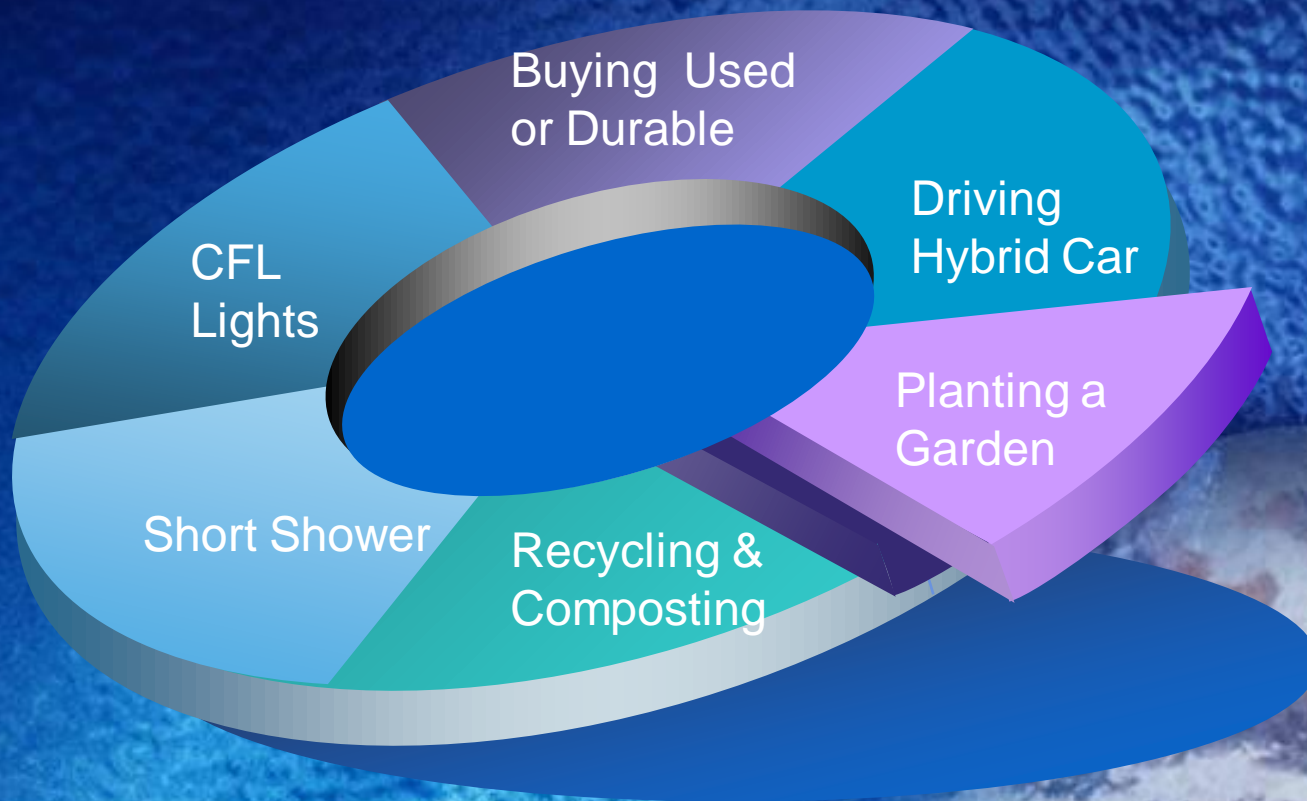 Buying Used
or Durable
Driving
Hybrid Car
CFL
Lights
Planting a
Garden
Short Shower
Recycling &
Composting